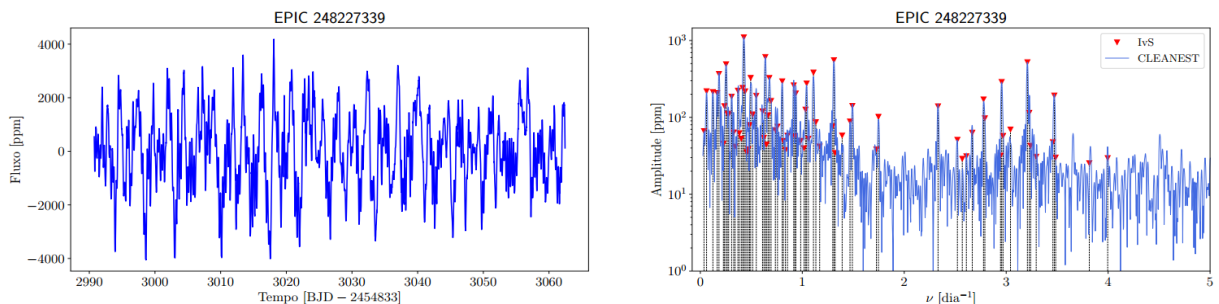 EPIC 248227339
4000
2000
0
−2000
−4000
Fluxo [ppm]
2990 3000 3010 3020 3030 3040 3050 3060
Tempo [BJD − 2454833]
EPIC 248227339
IvS
CLEANEST
10³
10²
10¹
10⁰
Amplitude [ppm]
0 1 2 3 4 5
ν [dia⁻¹]